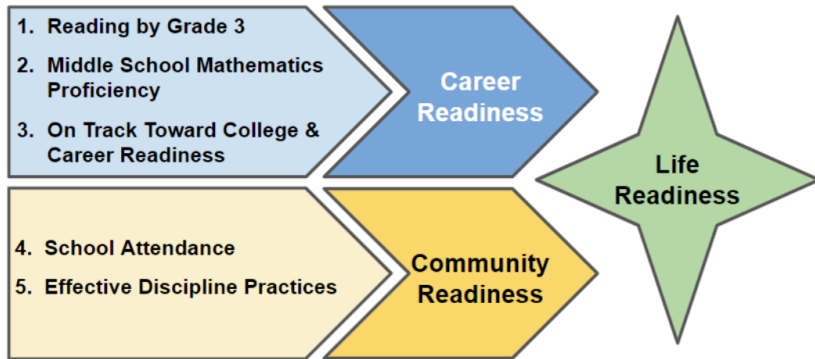 1. Reading by Grade 3
2. Middle School Mathematics
Proficiency
3. On Track Toward College &
Career Readiness
Career
Readiness
4. School Attendance
5. Effective Discipline Practices
Community
Readiness
Life
Readiness